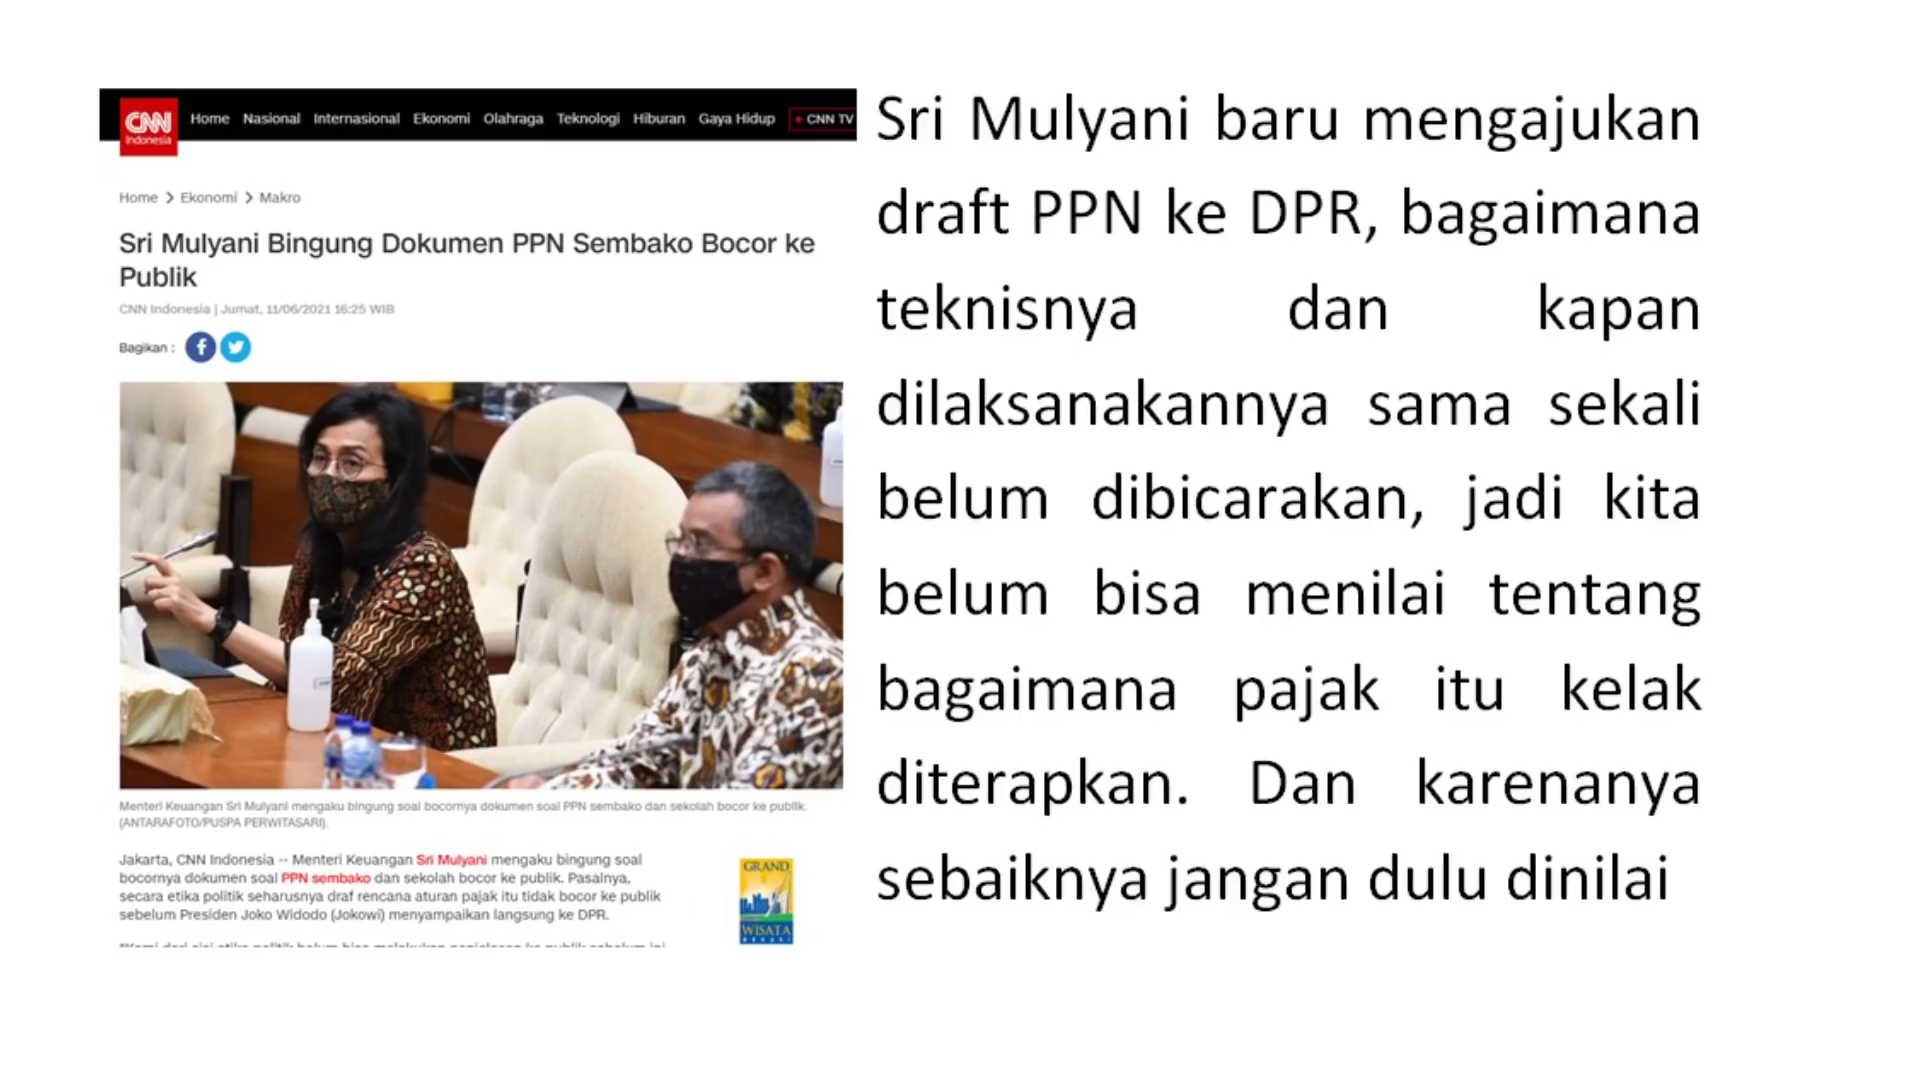 CNN
Indonesia
Home Nasional Internasional Ekonomi Olahraga Teknologi Hiburan Gaya Hidup CNN TV
Home > Ekonomi > Makro
Sri Mulyani Bingung Dokumen PPN Sembako Bocor ke
Publik
CNN Indonesia | Jumat, 11/06/2021 16:25 WIB
Bagikan :
Menteri Keuangan Sri Mulyani mengaku bingung soal bocornya dokumen soal PPN sembako dan sekolah bocor ke publik.
(ANTARAFOTO/PUSPA PERWITASARI).
Jakarta, CNN Indonesia -- Menteri Keuangan Sri Mulyani mengaku bingung soal
bocornya dokumen soal PPN sembako dan sekolah bocor ke publik. Pasalnya,
secara etika politik seharusnya draf rencana aturan pajak itu tidak bocor ke publik
sebelum Presiden Joko Widodo (Jokowi) menyampaikan langsung ke DPR.
GRAND
WISATA
BEKASI
Sri Mulyani baru mengajukan
draft PPN ke DPR, bagaimana
teknisnya dan kapan
dilaksanakannya sama sekali
belum dibicarakan, jadi kita
belum bisa menilai tentang
bagaimana pajak itu kelak
diterapkan. Dan karenanya
sebaiknya jangan dulu dinilai